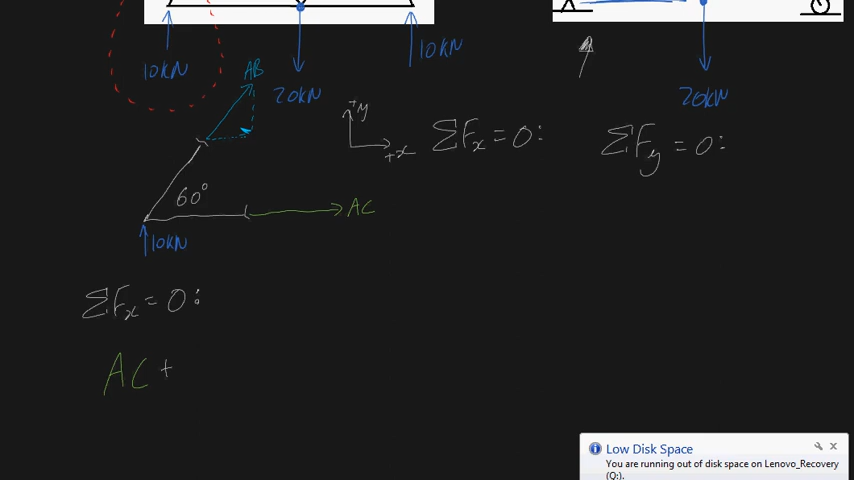 10kN
10kN
AB
20kN
20kN
+y
+x
ΣFx = 0:
ΣFy = 0:
60°
AC
10kN
ΣFx = 0:
AC +
Low Disk Space
You are running out of disk space on Lenovo_Recovery
(Q:).